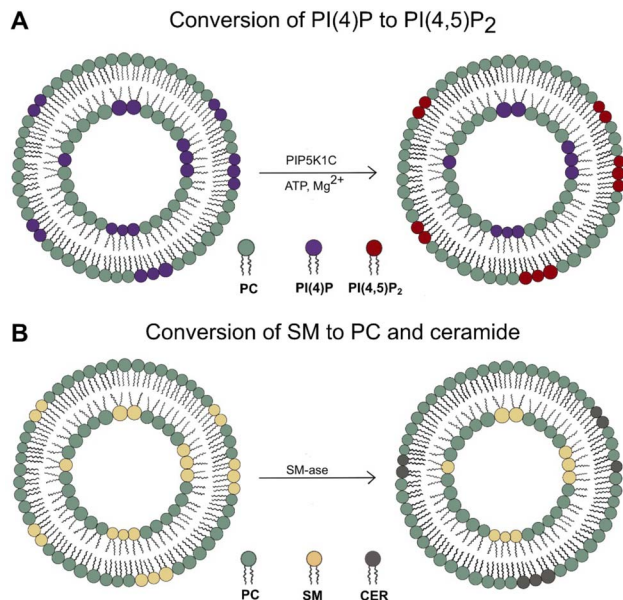 A
Conversion of PI(4)P to PI(4,5)P₂
PIP5K1C
ATP, Mg²⁺
PC PI(4)P PI(4,5)P₂
B
Conversion of SM to PC and ceramide
SM-ase
PC SM CER